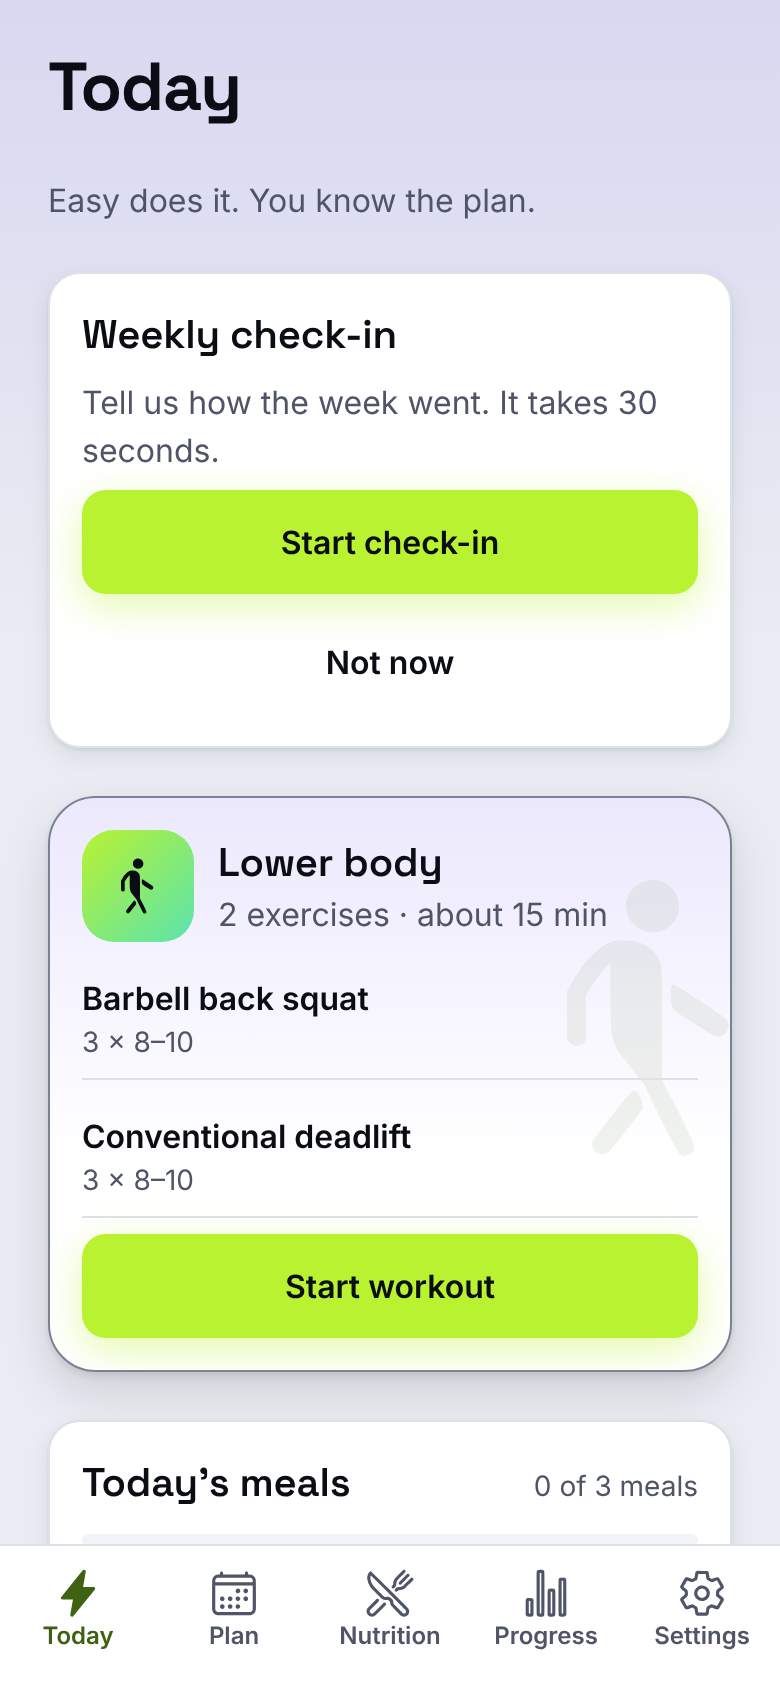 Today
Easy does it. You know the plan.
Weekly check-in
Tell us how the week went. It takes 30
seconds.
Start check-in
Not now
Lower body
2 exercises · about 15 min
Barbell back squat
3 × 8–10
Conventional deadlift
3 × 8–10
Start workout
Today’s meals
0 of 3 meals
Today
Plan
Nutrition
Progress
Settings